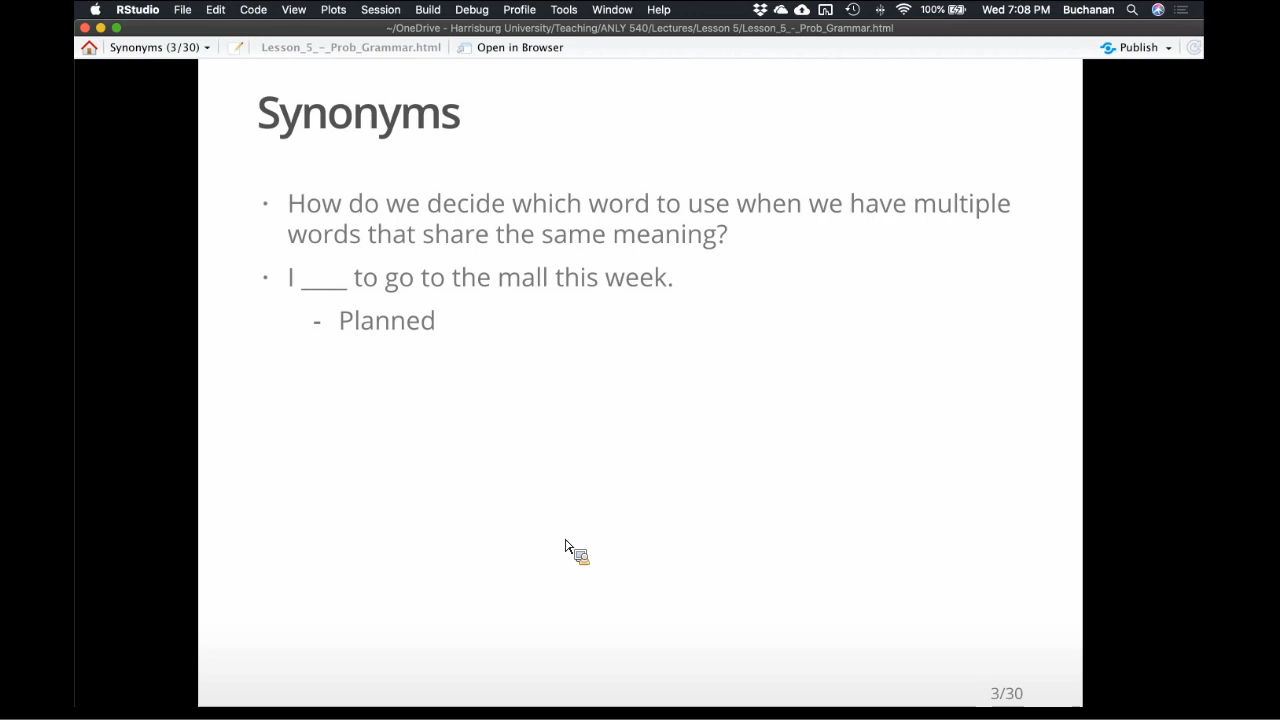 RStudio File Edit Code View Plots Session Build Debug Profile Tools Window Help 100% Wed 7:08 PM Buchanan
~/OneDrive - Harrisburg University/Teaching/ANLY 540/Lectures/Lesson 5/Lesson_5_-_Prob_Grammar.html
Synonyms (3/30) Lesson_5_-_Prob_Grammar.html Open in Browser Publish
Synonyms
· How do we decide which word to use when we have multiple
words that share the same meaning?
· I ____ to go to the mall this week.
- Planned
3/30